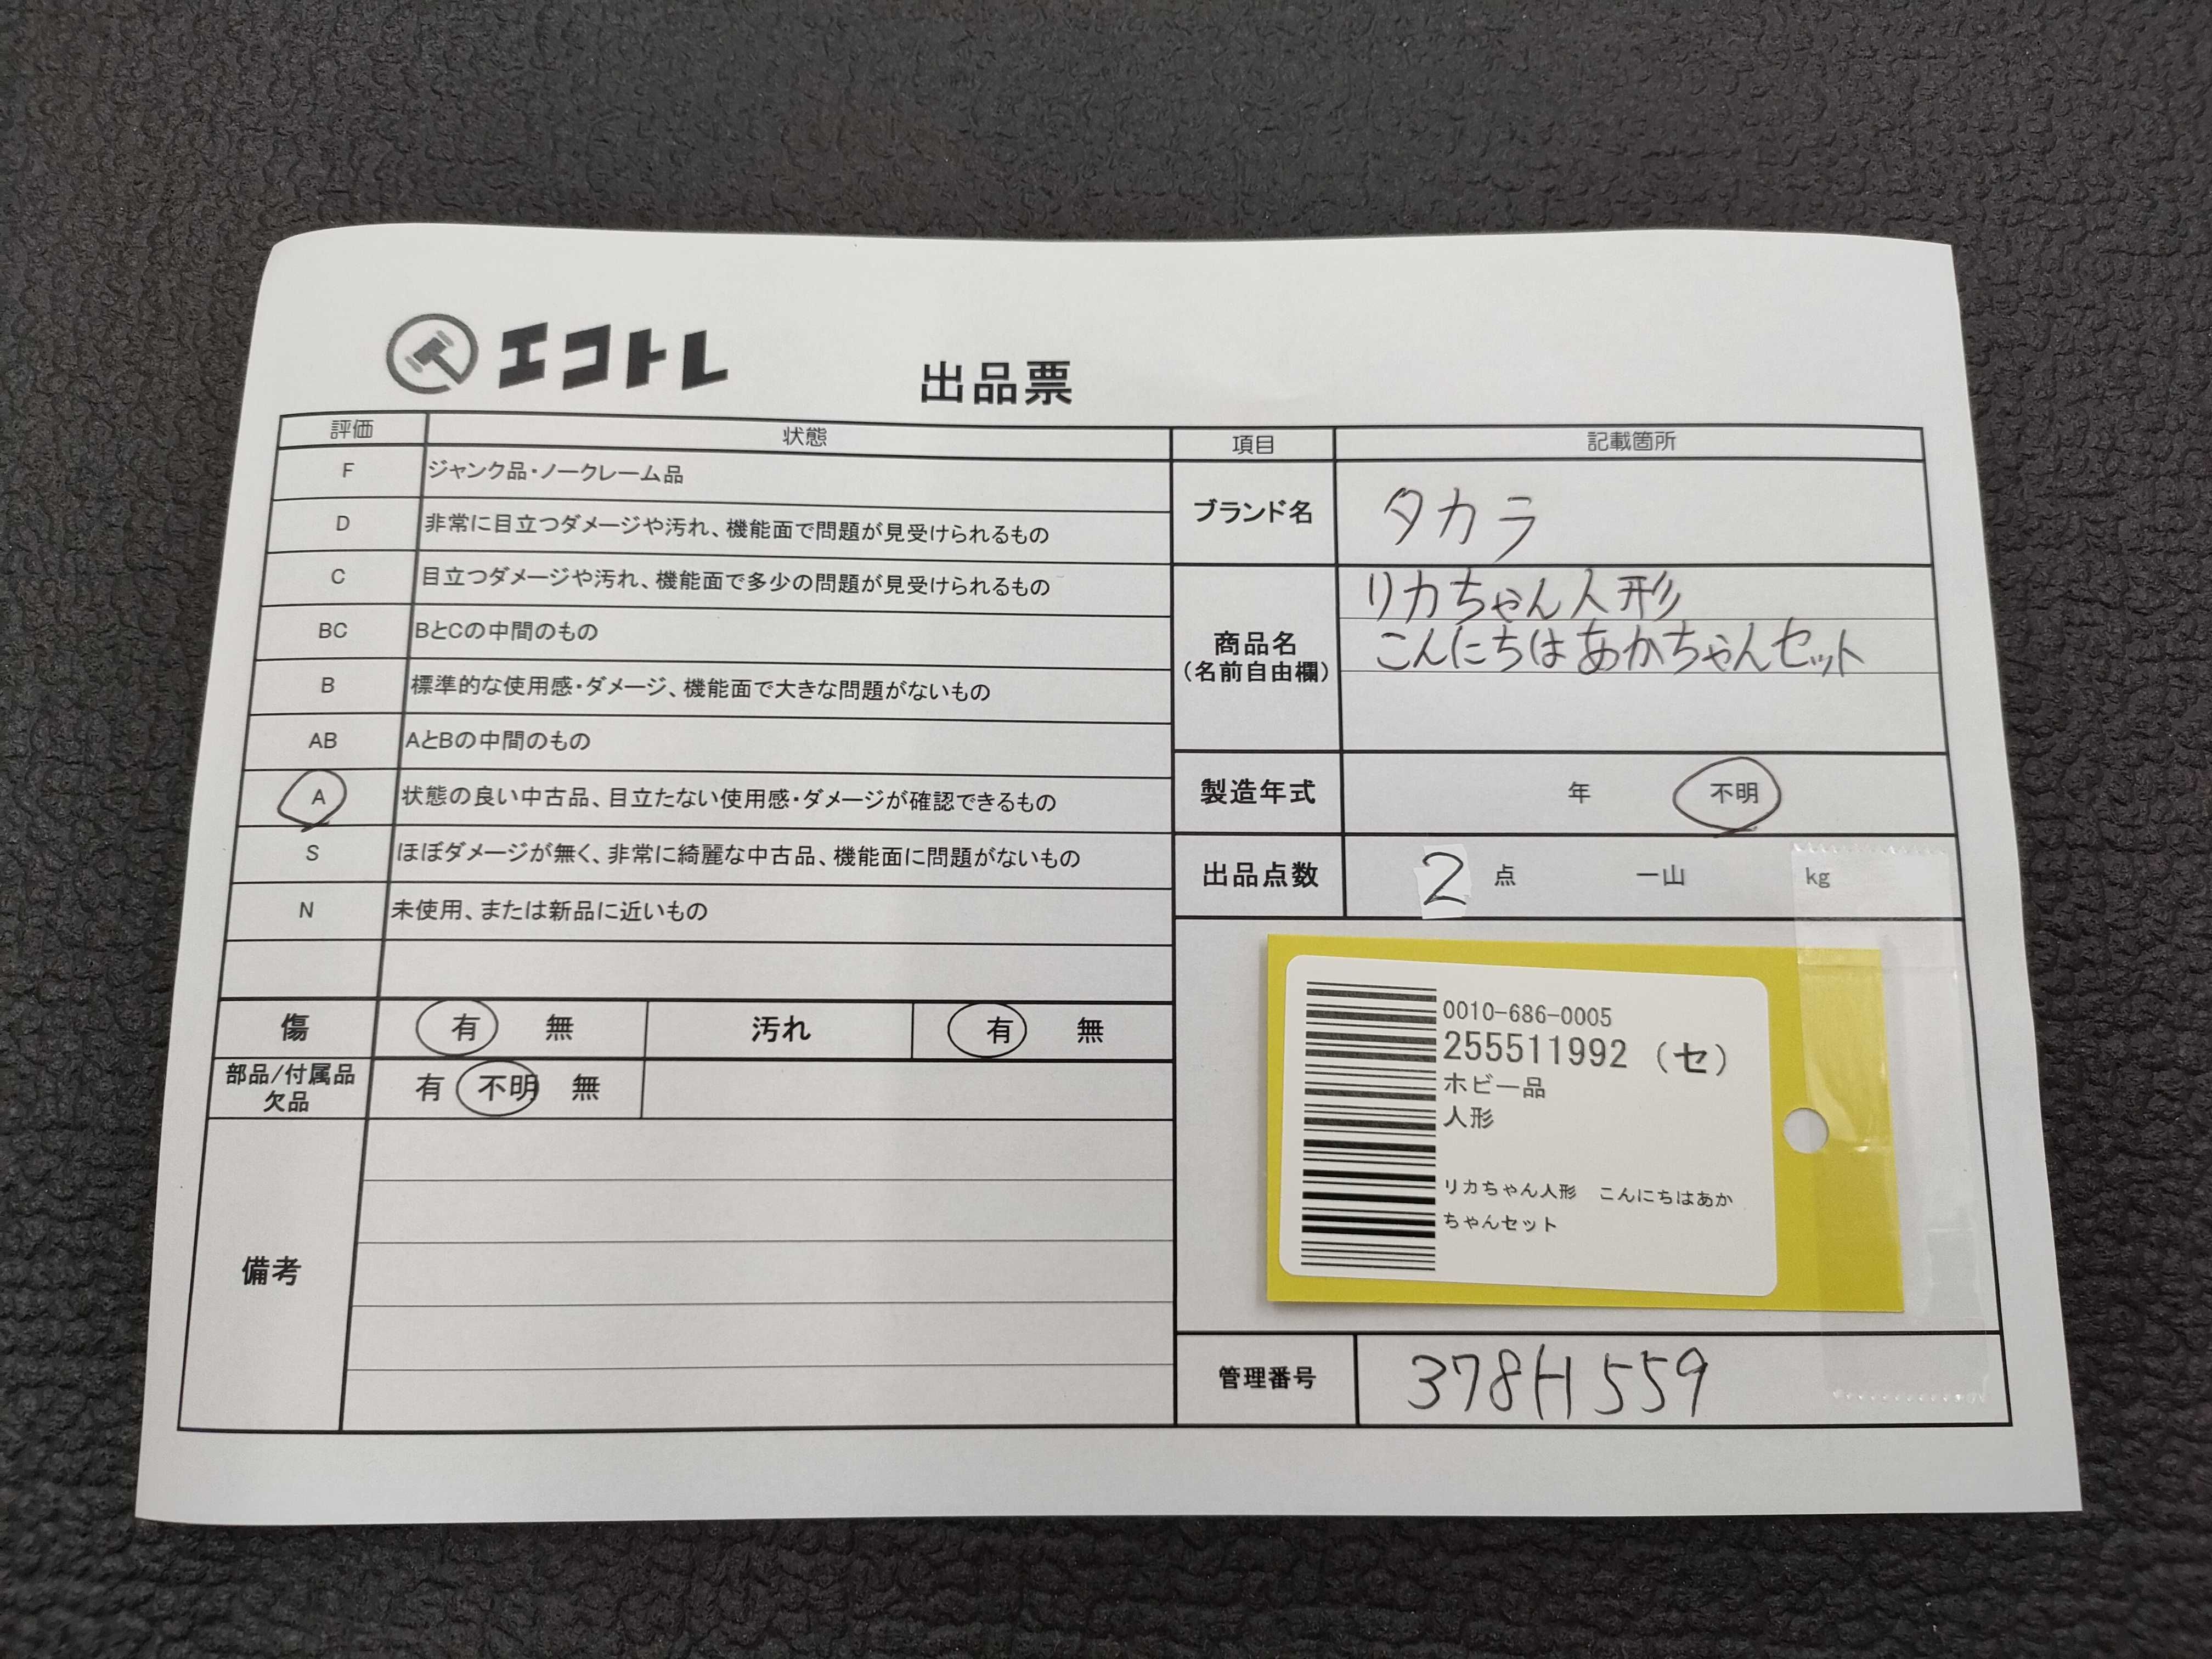 エコトレ
出品票
評価 状態
F ジャンク品・ノークレーム品
D 非常に目立つダメージや汚れ、機能面で問題が見受けられるもの
C 目立つダメージや汚れ、機能面で多少の問題が見受けられるもの
BC BとCの中間のもの
B 標準的な使用感・ダメージ、機能面で大きな問題がないもの
AB AとBの中間のもの
A 状態の良い中古品、目立たない使用感・ダメージが確認できるもの
S ほぼダメージが無く、非常に綺麗な中古品、機能面に問題がないもの
N 未使用、または新品に近いもの
傷 有 無 汚れ 有 無
部品/付属品
欠品
有 不明 無
備考
項目 記載箇所
ブランド名 タカラ
商品名
(名前自由欄)
リカちゃん人形
こんにちはあかちゃんセット
製造年式 年 不明
出品点数 2 点 一山 kg
0010-686-0005
255511992 (セ)
ホビー品
人形
リカちゃん人形 こんにちはあか
ちゃんセット
管理番号 378H559